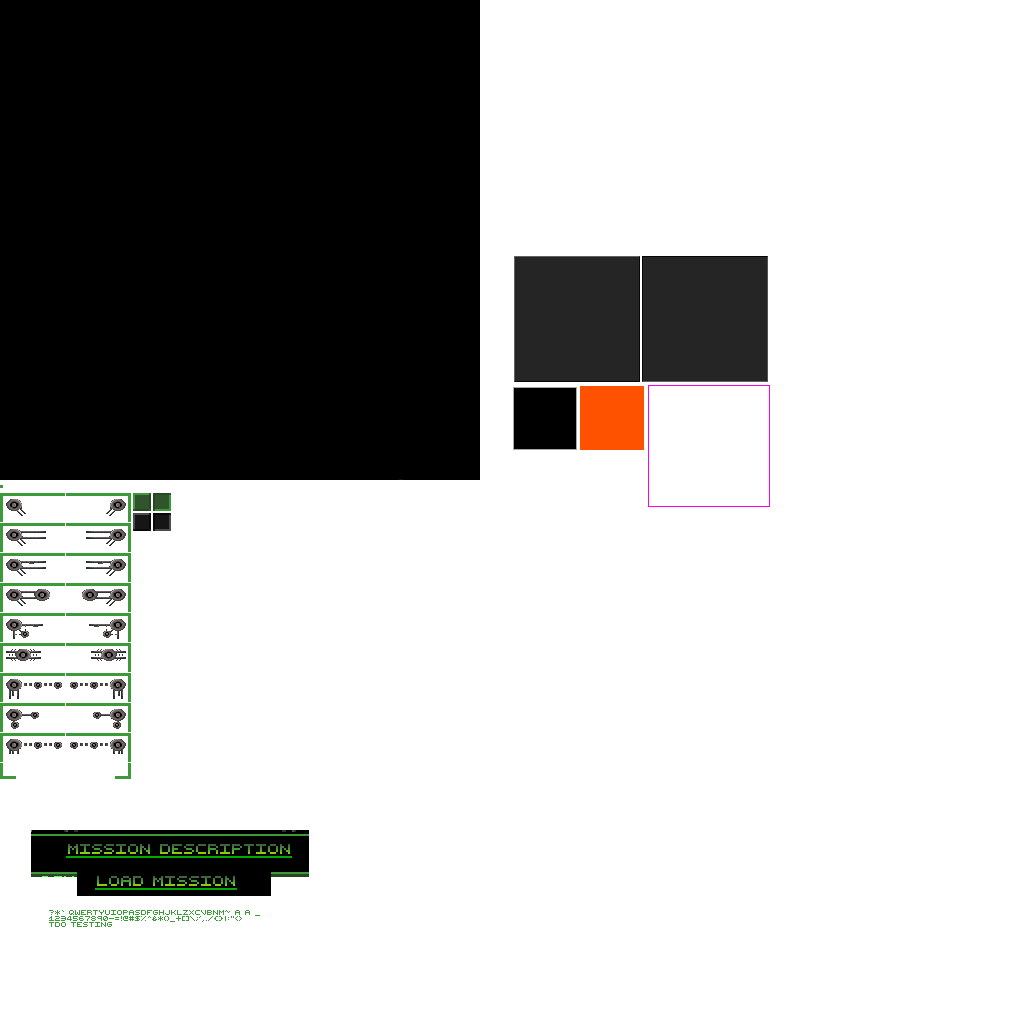 MISSION DESCRIPTION
LOAD MISSION
?*^ QWERTYUIOPASDFGHJKLZXCVBNM~ A A _
1234567890-=!@#$%^&*()_+[]\;',./<>|:"{}
TDO TESTING